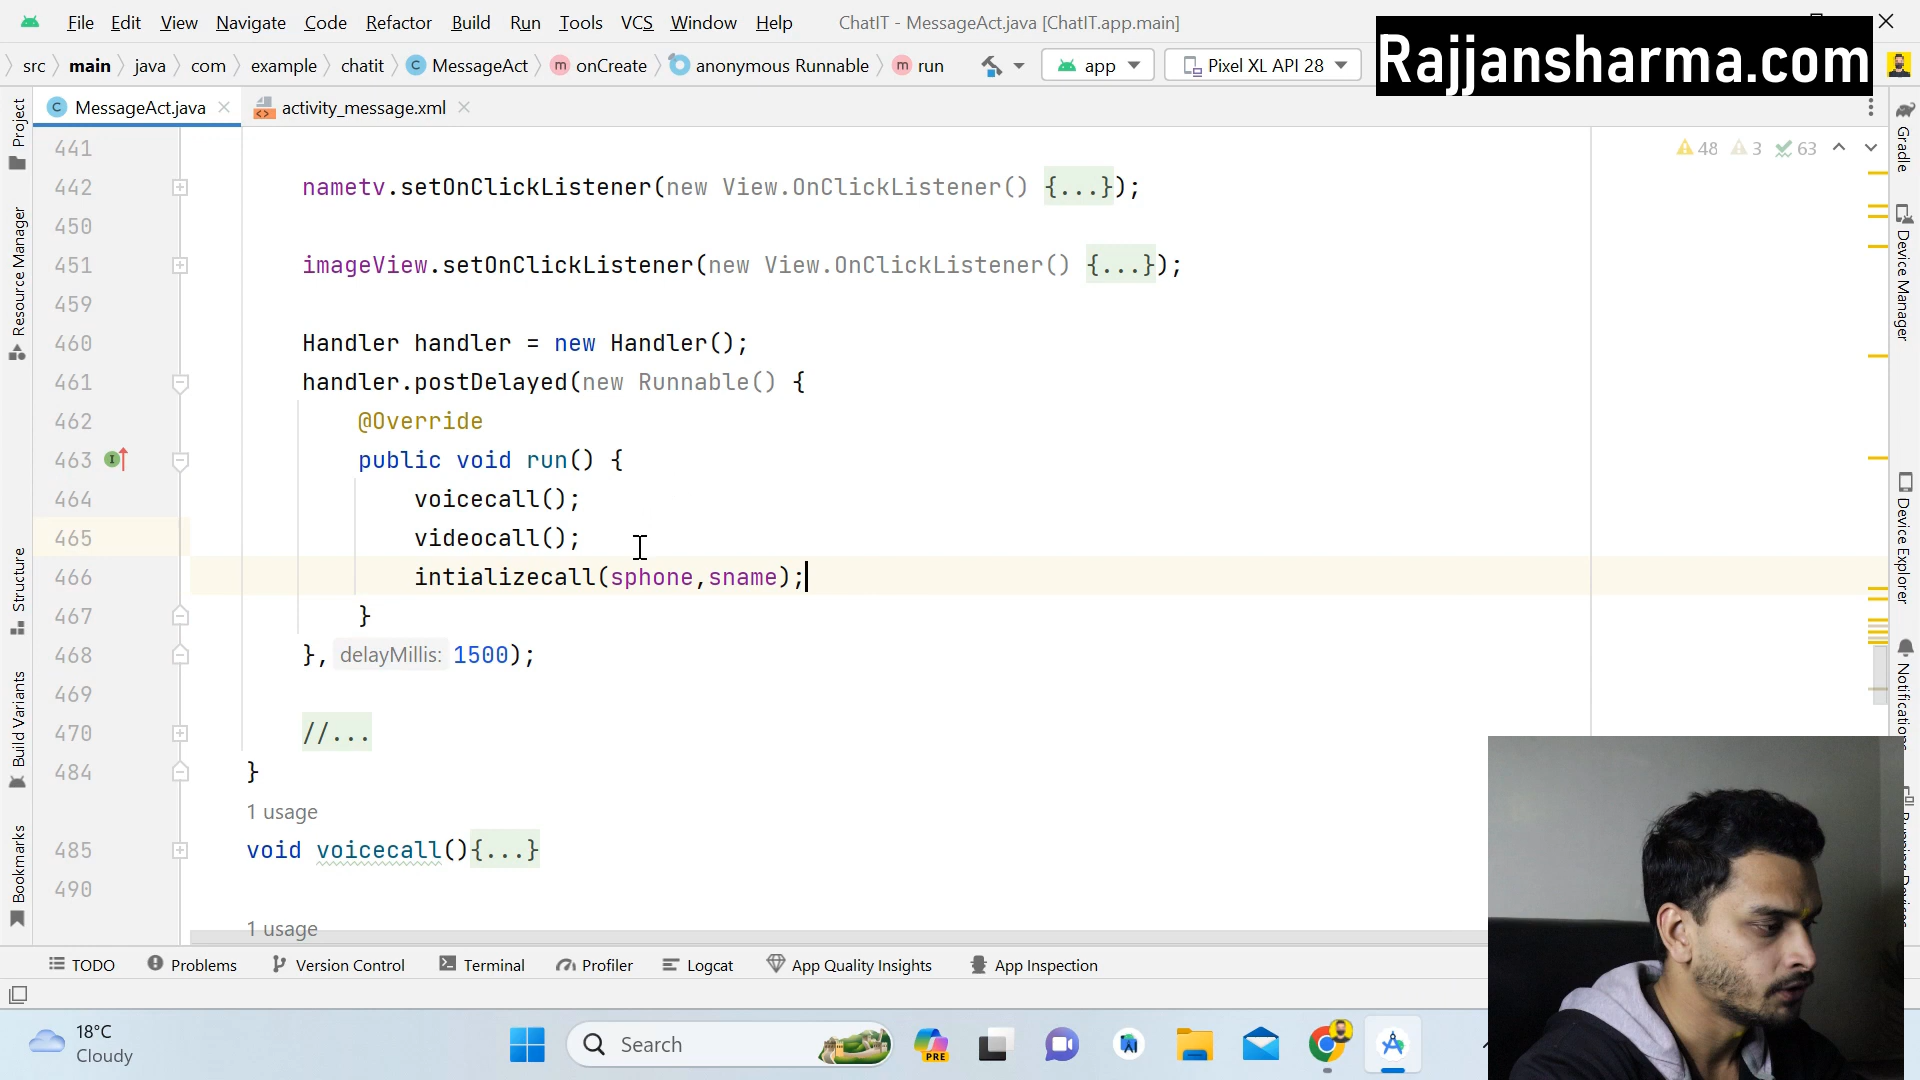 File Edit View Navigate Code Refactor Build Run Tools VCS Window Help ChatIT - MessageAct.java [ChatIT.app.main]
Rajjansharma.com
src main java com example chatit MessageAct onCreate anonymous Runnable run app Pixel XL API 28
MessageAct.java activity_message.xml
Project
Resource Manager
Structure
Build Variants
Bookmarks
441
48 3 63
442 nametv.setOnClickListener(new View.OnClickListener() {...});
450
451 imageView.setOnClickListener(new View.OnClickListener() {...});
459
460 Handler handler = new Handler();
461 handler.postDelayed(new Runnable() {
462 @Override
463 public void run() {
464 voicecall();
465 videocall();
466 intializecall(sphone,sname);
467 }
468 }, delayMillis: 1500);
469
470 //...
484 }
1 usage
485 void voicecall(){...}
490
1 usage
Gradle
Device Manager
Device Explorer
Notifications
TODO Problems Version Control Terminal Profiler Logcat App Quality Insights App Inspection
18°C
Cloudy
Search
PRE